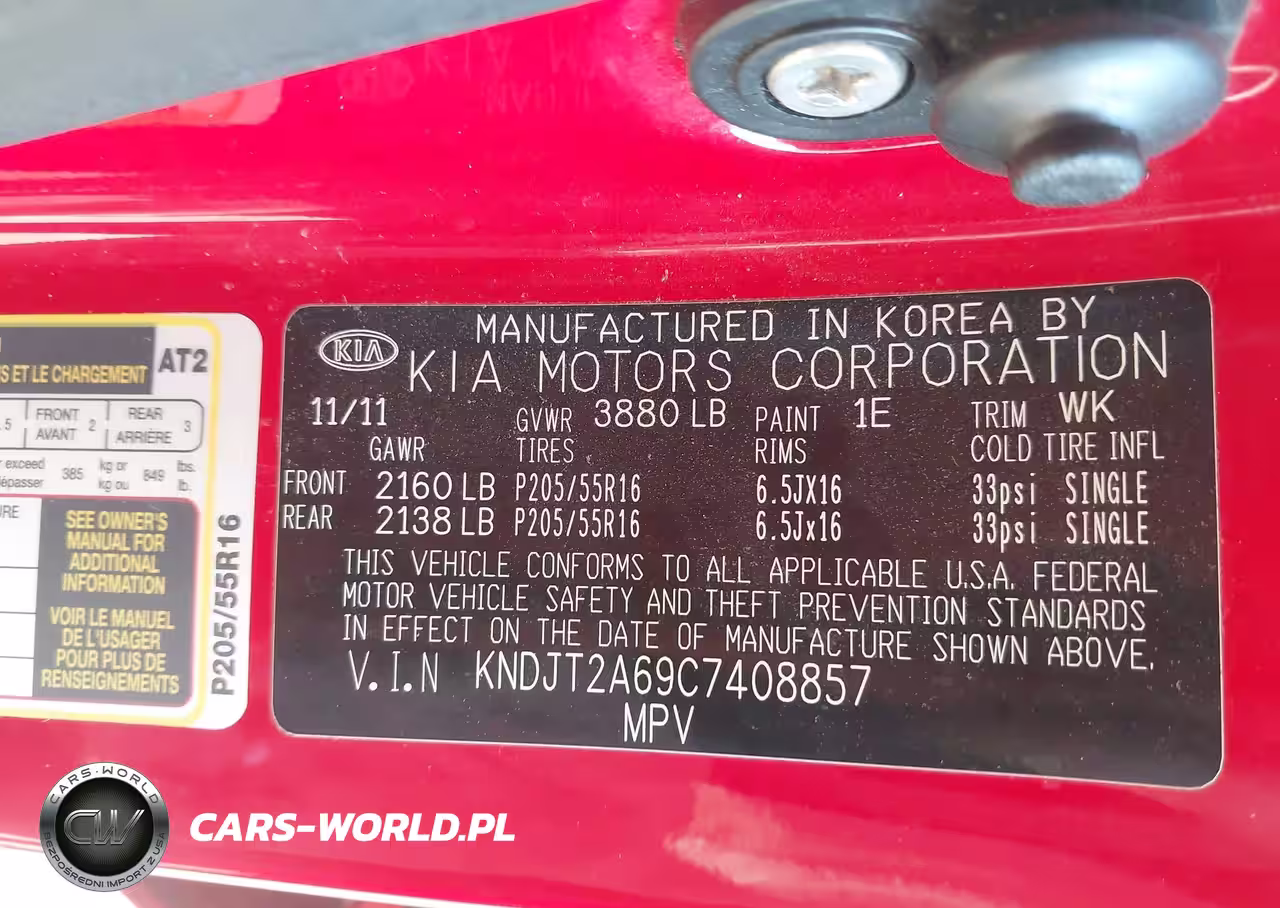 S ET LE CHARGEMENT AT2
.5 FRONT AVANT 2 REAR ARRIÈRE 3
exceed 385 kg or kg ou 849 lbs. lb.
SEE OWNER'S
MANUAL FOR
ADDITIONAL
INFORMATION
VOIR LE MANUEL
DE L'USAGER
POUR PLUS DE
RENSEIGNEMENTS
P205/55R16
KIA
MANUFACTURED IN KOREA BY
KIA MOTORS CORPORATION
11/11 GVWR 3880 LB PAINT 1E TRIM WK
GAWR TIRES RIMS COLD TIRE INFL
FRONT 2160 LB P205/55R16 6.5JX16 33psi SINGLE
REAR 2138 LB P205/55R16 6.5Jx16 33psi SINGLE
THIS VEHICLE CONFORMS TO ALL APPLICABLE U.S.A. FEDERAL
MOTOR VEHICLE SAFETY AND THEFT PREVENTION STANDARDS
IN EFFECT ON THE DATE OF MANUFACTURE SHOWN ABOVE.
V.I.N KNDJT2A69C7408857
MPV
CARS-WORLD
CW
BEZPOŚREDNI IMPORT Z USA
CARS-WORLD.PL